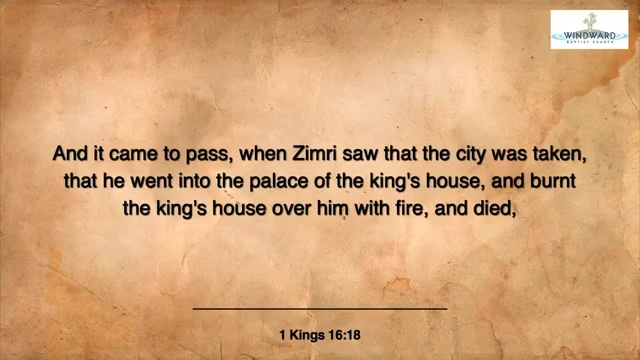 WINDWARD
BAPTIST CHURCH
And it came to pass, when Zimri saw that the city was taken,
that he went into the palace of the king's house, and burnt
the king's house over him with fire, and died,
1 Kings 16:18